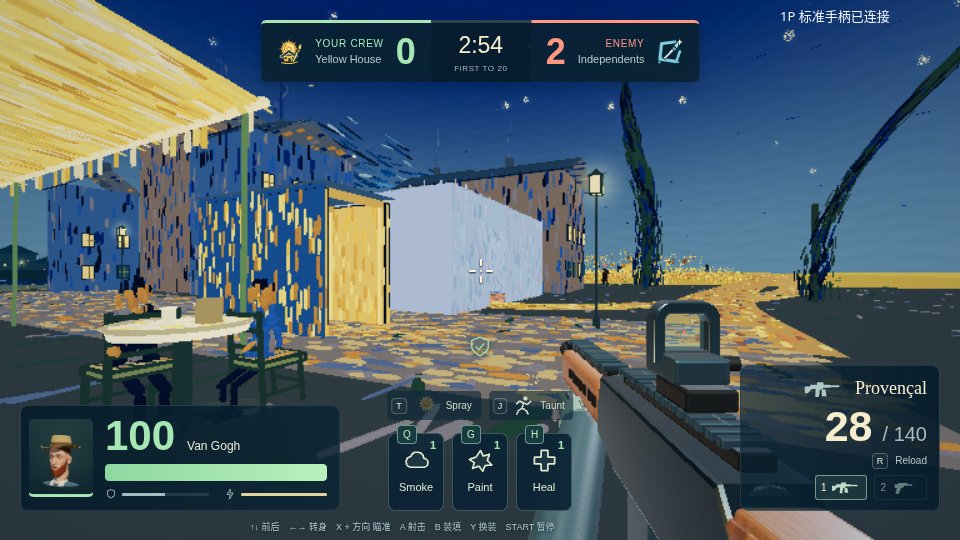 1P 标准手柄已连接
YOUR CREW
Yellow House
0
2:54
FIRST TO 20
2
ENEMY
Independents
T Spray
J Taunt
Q 1
Smoke
G 1
Paint
H 1
Heal
100 Van Gogh
Provençal
28 / 140
R Reload
1
2
↑↓ 前后 ←→ 转身 X + 方向 瞄准 A 射击 B 装填 Y 换装 START 暂停